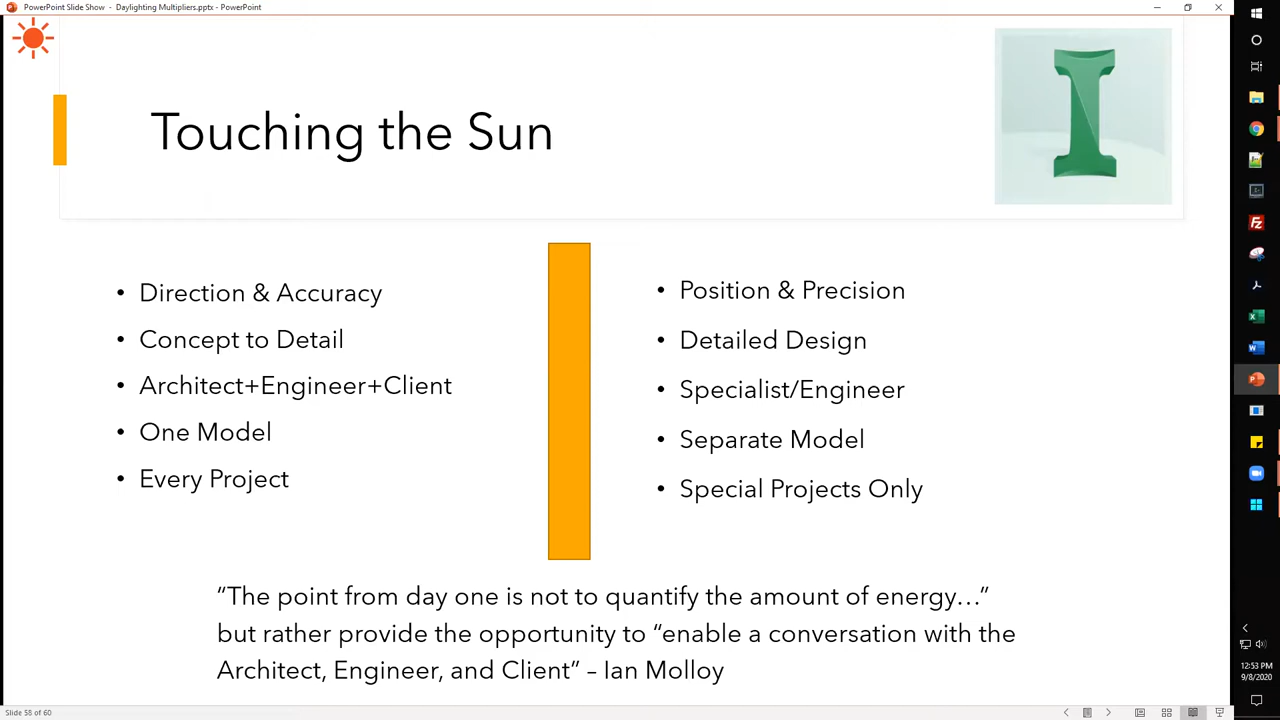 PowerPoint Slide Show - Daylighting Multipliers.pptx - PowerPoint
Touching the Sun
I
• Direction & Accuracy
• Concept to Detail
• Architect+Engineer+Client
• One Model
• Every Project
• Position & Precision
• Detailed Design
• Specialist/Engineer
• Separate Model
• Special Projects Only
"The point from day one is not to quantify the amount of energy…"
but rather provide the opportunity to "enable a conversation with the
Architect, Engineer, and Client" – Ian Molloy
Slide 58 of 60
12:53 PM
9/8/2020